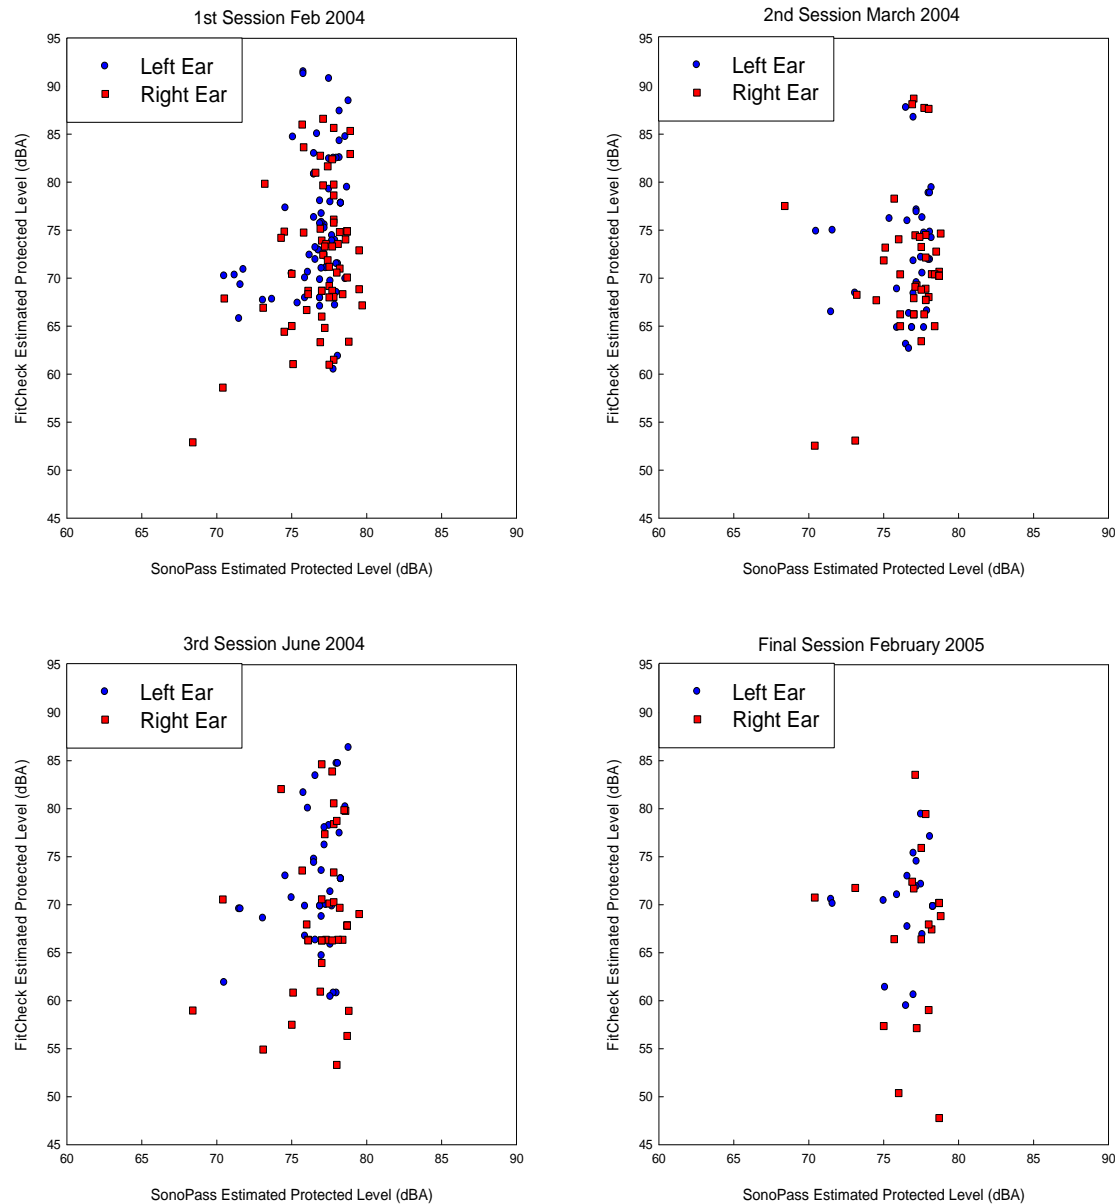 1st Session Feb 2004
Left Ear
Right Ear
95
90
85
80
75
70
65
60
55
50
45
FitCheck Estimated Protected Level (dBA)
60 65 70 75 80 85 90
SonoPass Estimated Protected Level (dBA)
2nd Session March 2004
Left Ear
Right Ear
95
90
85
80
75
70
65
60
55
50
45
FitCheck Estimated Protected Level (dBA)
60 65 70 75 80 85 90
SonoPass Estimated Protected Level (dBA)
3rd Session June 2004
Left Ear
Right Ear
95
90
85
80
75
70
65
60
55
50
45
FitCheck Estimated Protected Level (dBA)
60 65 70 75 80 85 90
SonoPass Estimated Protected Level (dBA)
Final Session February 2005
Left Ear
Right Ear
95
90
85
80
75
70
65
60
55
50
45
FitCheck Estimated Protected Level (dBA)
60 65 70 75 80 85 90
SonoPass Estimated Protected Level (dBA)